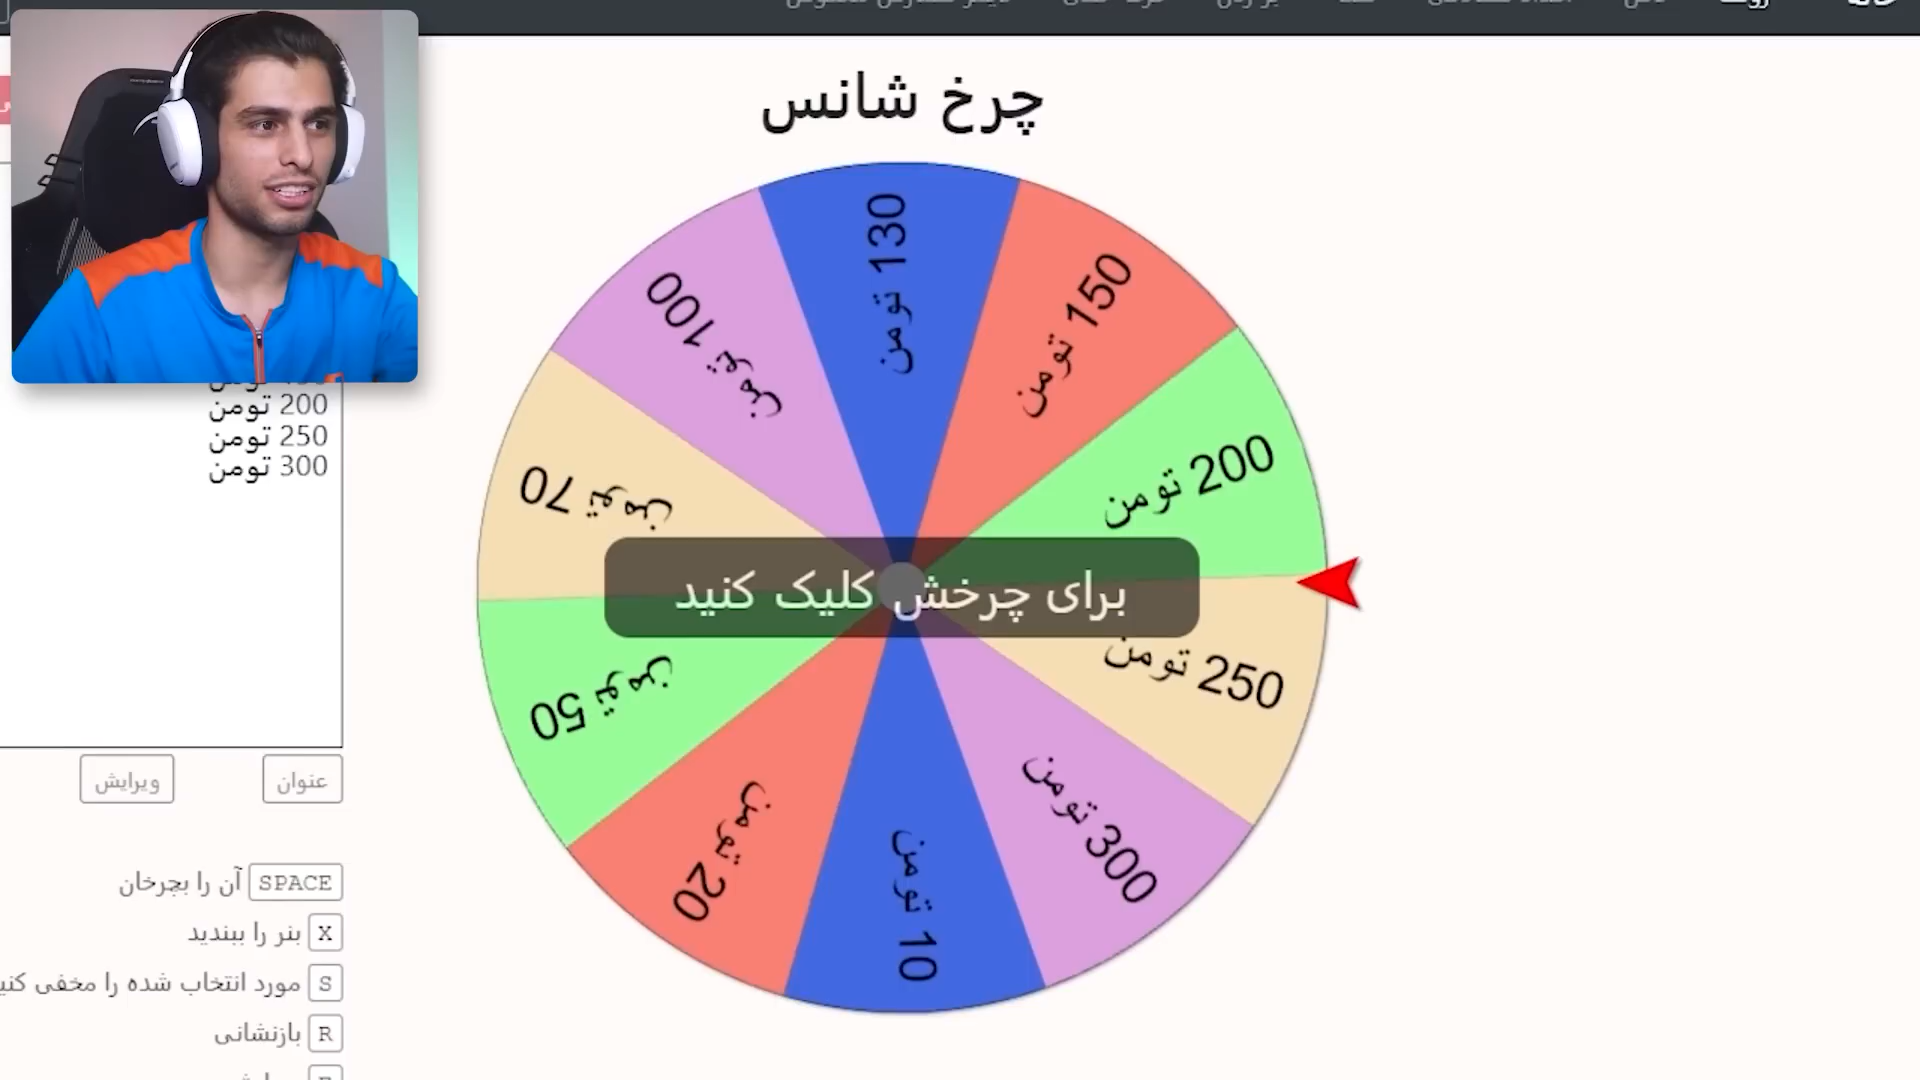 چرخ شانس
130 تومن
150 تومن
200 تومن
250 تومن
300 تومن
10 تومن
20 تومن
50 تومن
70 تومن
100 تومن
برای چرخش کلیک کنید
200 تومن
250 تومن
300 تومن
عنوان
ویرایش
SPACE آن را بچرخان
X بنر را ببندید
S مورد انتخاب شده را مخفی
R بازنشانی